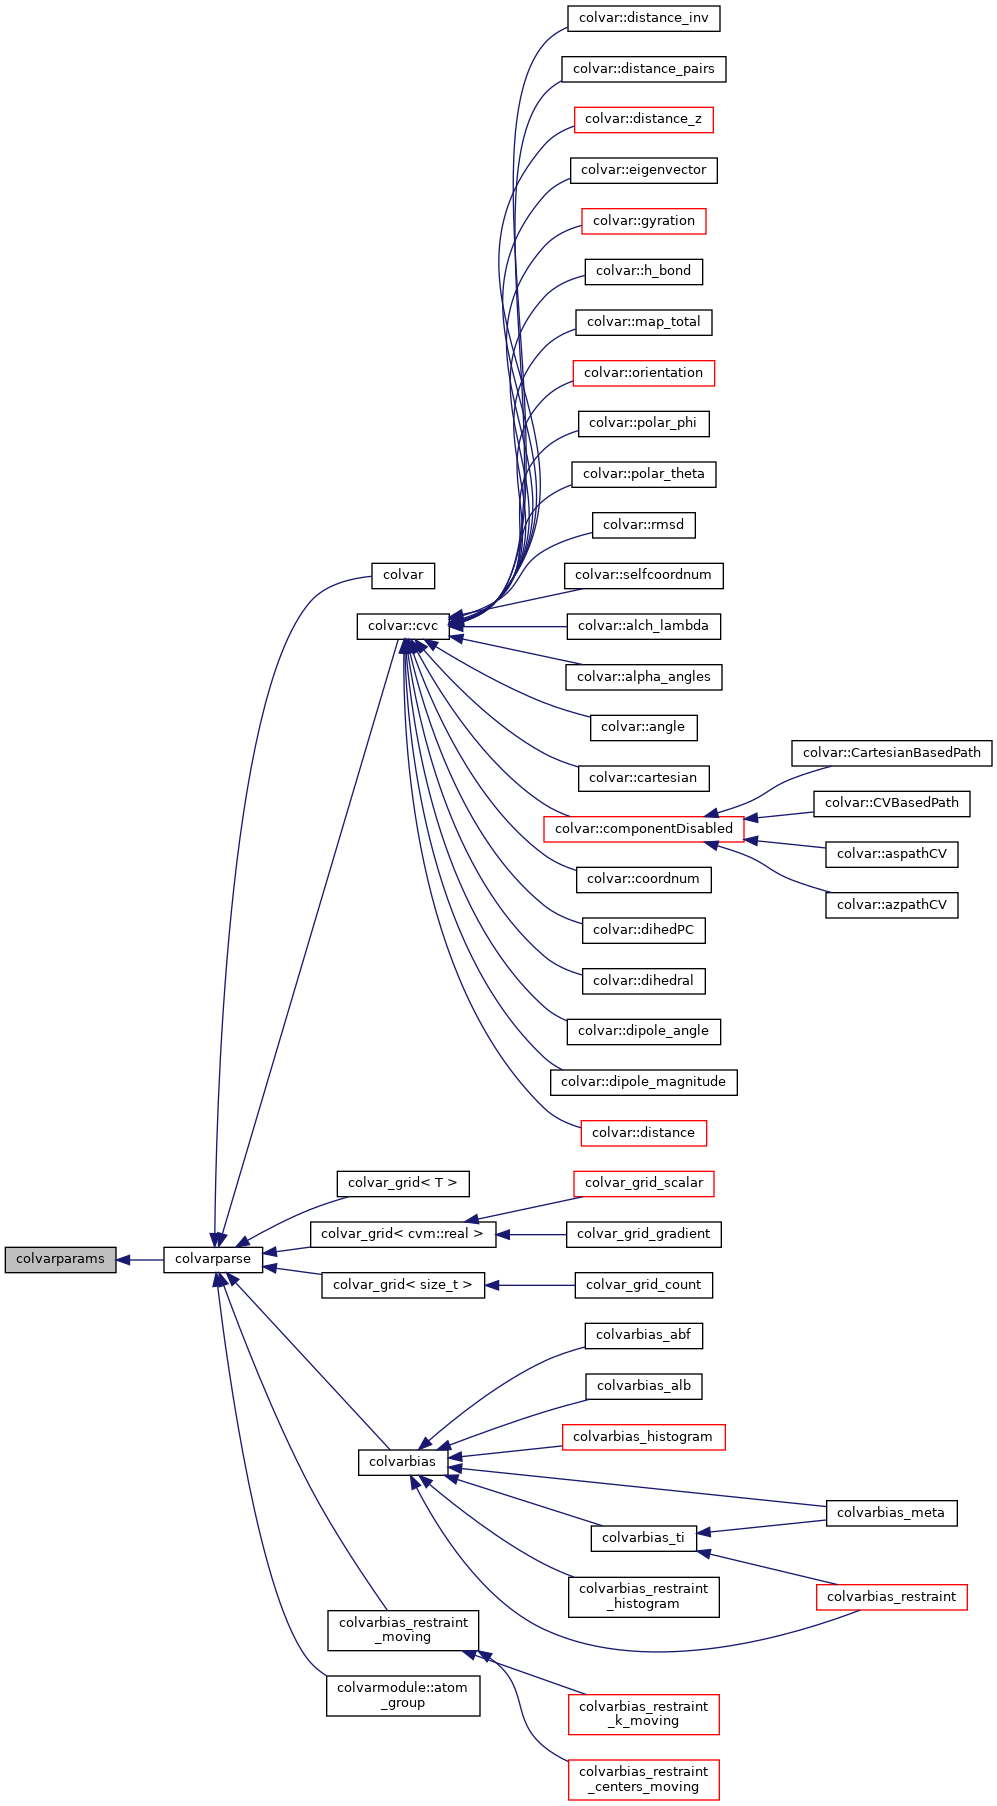 colvar::distance_inv
colvar::distance_pairs
colvar::distance_z
colvar::eigenvector
colvar::gyration
colvar::h_bond
colvar::map_total
colvar::orientation
colvar::polar_phi
colvar::polar_theta
colvar::rmsd
colvar
colvar::selfcoordnum
colvar::cvc
colvar::alch_lambda
colvar::alpha_angles
colvar::angle
colvar::CartesianBasedPath
colvar::cartesian
colvar::CVBasedPath
colvar::componentDisabled
colvar::aspathCV
colvar::coordnum
colvar::azpathCV
colvar::dihedPC
colvar::dihedral
colvar::dipole_angle
colvar::dipole_magnitude
colvar::distance
colvar_grid< T >
colvar_grid_scalar
colvar_grid< cvm::real >
colvar_grid_gradient
colvarparams
colvarparse
colvar_grid< size_t >
colvar_grid_count
colvarbias_abf
colvarbias_alb
colvarbias_histogram
colvarbias
colvarbias_meta
colvarbias_ti
colvarbias_restraint
_histogram
colvarbias_restraint
colvarbias_restraint
_moving
colvarmodule::atom
_group
colvarbias_restraint
_k_moving
colvarbias_restraint
_centers_moving